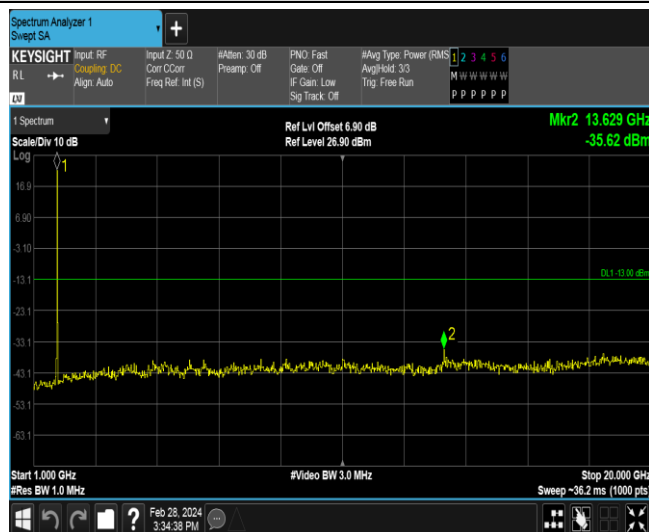 Spectrum Analyzer 1
Swept SA
KEYSIGHT Input: RF Input Z: 50 Ω #Atten: 30 dB PNO: Fast #Avg Type: Power (RMS 1 2 3 4 5 6
RL Coupling: DC Corr CCorr Preamp: Off Gate: Off Avg|Hold: 3/3 M W W W W W
Align: Auto Freq Ref: Int (S) IF Gain: Low Trig: Free Run
LXI Sig Track: Off P P P P P P
1 Spectrum Ref Lvl Offset 6.90 dB Mkr2 13.629 GHz
Scale/Div 10 dB Ref Level 26.90 dBm -35.62 dBm
Log
1
16.9
6.90
-3.10
-13.1 DL1 -13.00 dBm
-23.1
-33.1 2
-43.1
-53.1
-63.1
Start 1.000 GHz #Video BW 3.0 MHz Stop 20.000 GHz
#Res BW 1.0 MHz Sweep ~36.2 ms (1000 pts)
? Feb 28, 2024
3:34:38 PM